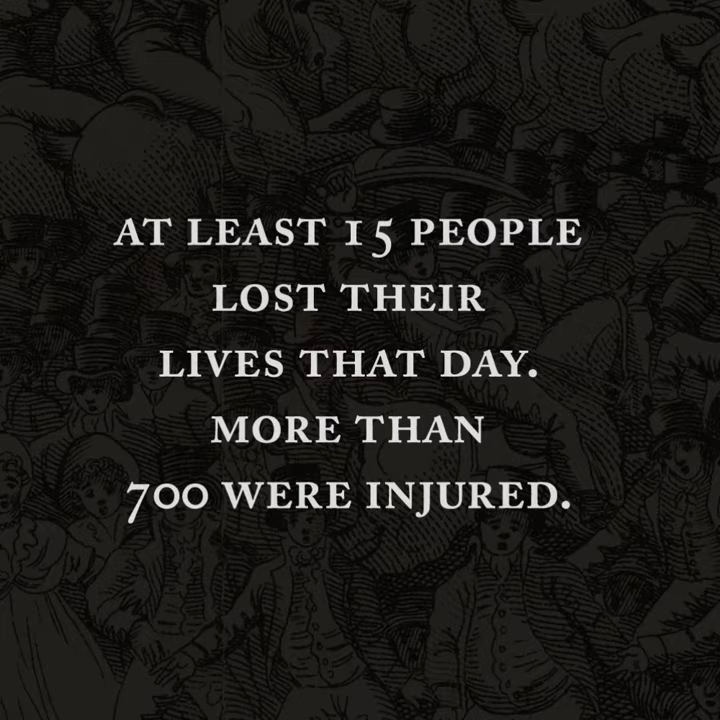 AT LEAST 15 PEOPLE
LOST THEIR
LIVES THAT DAY.
MORE THAN
700 WERE INJURED.